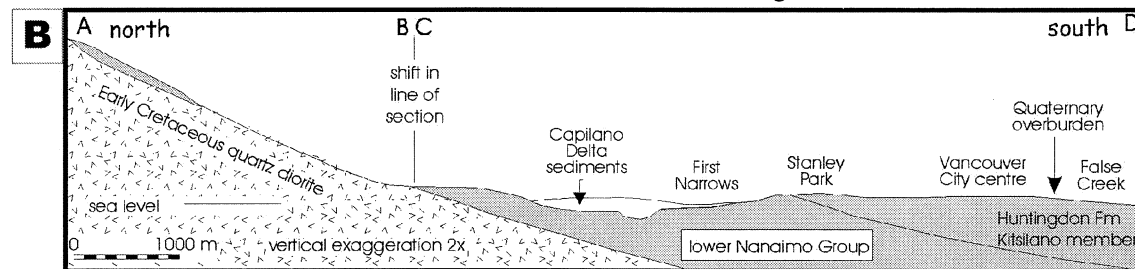 B
A north
B C
south D
shift in
line of
section
Early Cretaceous quartz diorite
sea level
0 1000 m
vertical exaggeration 2x
Capilano
Delta
sediments
First
Narrows
Stanley
Park
Vancouver
City centre
Quaternary
overburden
False
Creek
lower Nanaimo Group
Huntingdon Fm
Kitsilano member